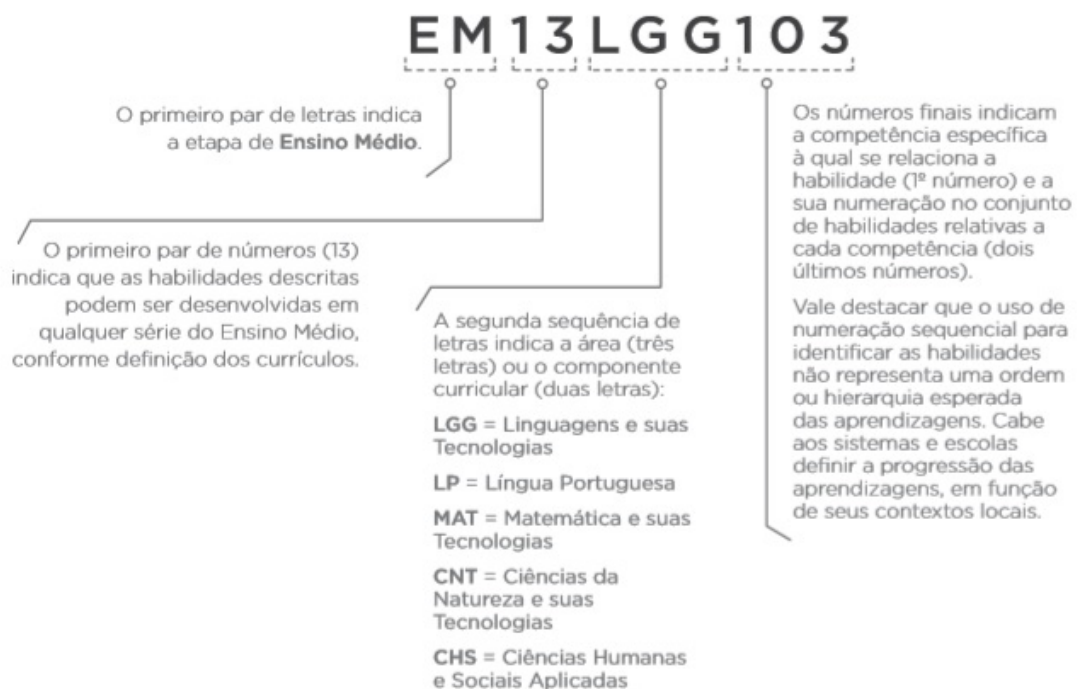 EM13LGG103
O primeiro par de letras indica
a etapa de Ensino Médio.
O primeiro par de números (13)
indica que as habilidades descritas
podem ser desenvolvidas em
qualquer série do Ensino Médio,
conforme definição dos currículos.
A segunda sequência de
letras indica a área (três
letras) ou o componente
curricular (duas letras):
LGG = Linguagens e suas
Tecnologias
LP = Língua Portuguesa
MAT = Matemática e suas
Tecnologias
CNT = Ciências da
Natureza e suas
Tecnologias
CHS = Ciências Humanas
e Sociais Aplicadas
Os números finais indicam
a competência específica
à qual se relaciona a
habilidade (1º número) e a
sua numeração no conjunto
de habilidades relativas a
cada competência (dois
últimos números).
Vale destacar que o uso de
numeração sequencial para
identificar as habilidades
não representa uma ordem
ou hierarquia esperada
das aprendizagens. Cabe
aos sistemas e escolas
definir a progressão das
aprendizagens, em função
de seus contextos locais.